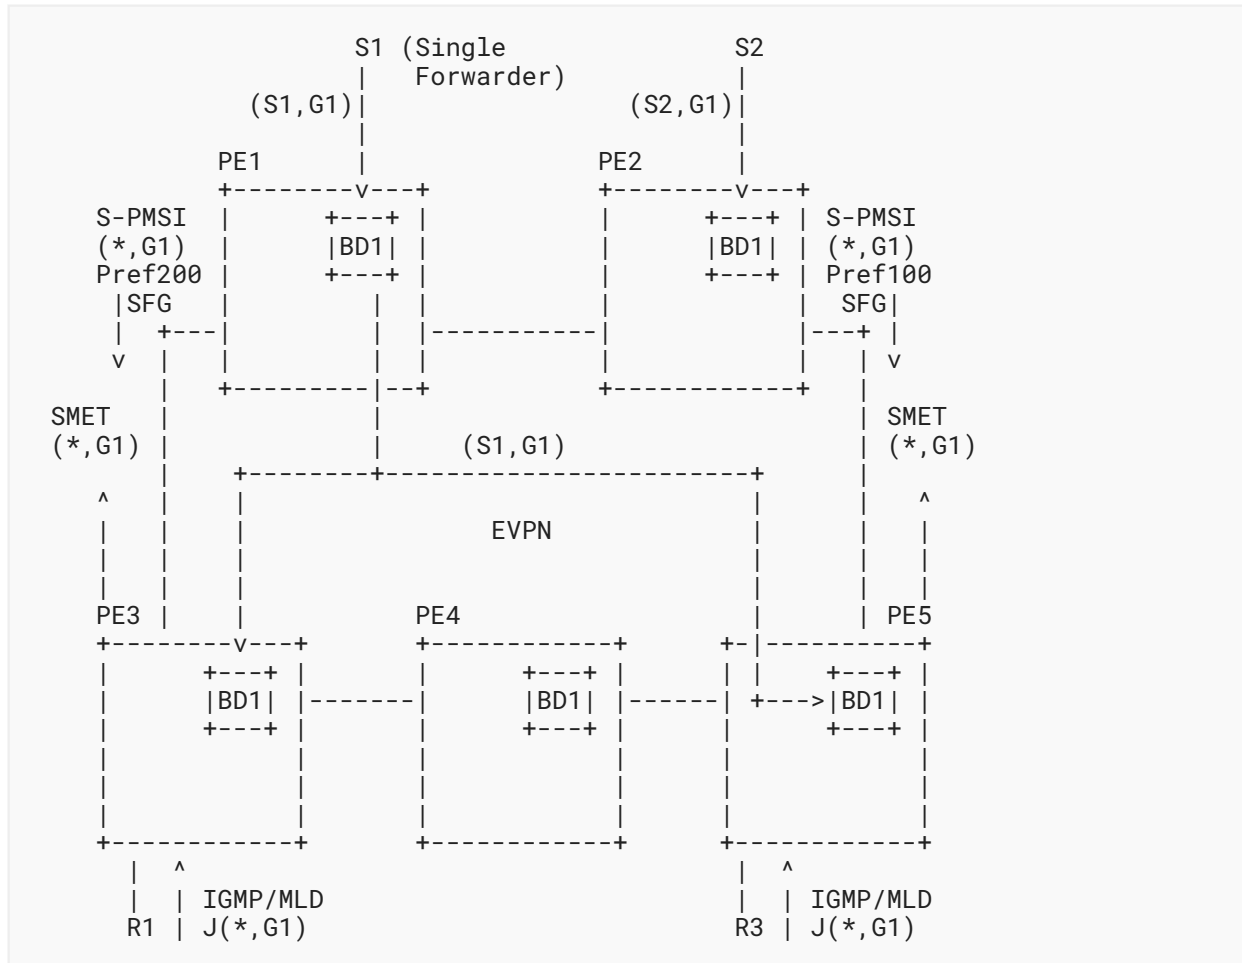 S1 (Single S2
Forwarder)
(S1,G1) (S2,G1)
PE1 PE2
S-PMSI S-PMSI
(*,G1) BD1 BD1 (*,G1)
Pref200 Pref100
SFG SFG
SMET SMET
(*,G1) (S1,G1) (*,G1)
EVPN
PE3 PE4 PE5
BD1 BD1 BD1
IGMP/MLD IGMP/MLD
R1 J(*,G1) R3 J(*,G1)